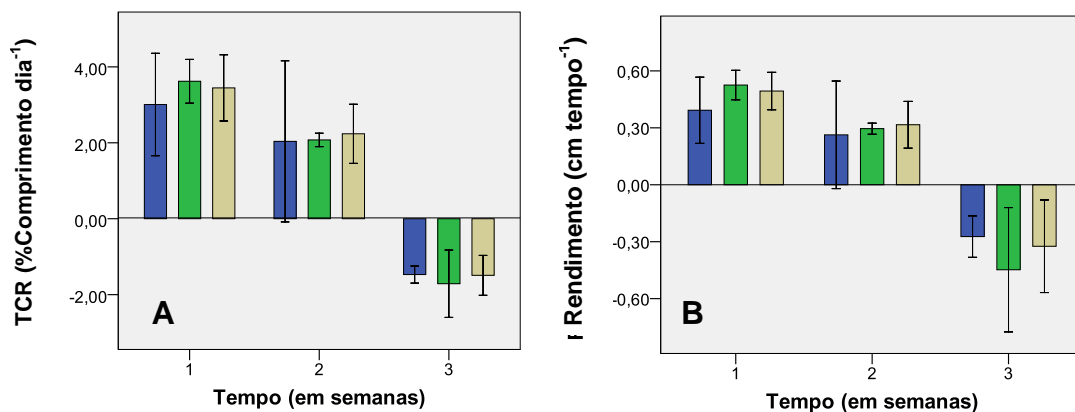 TCR (%Comprimento dia-1)
4,00
2,00
0,00
-2,00
A
1
2
3
Tempo (em semanas)
Rendimento (cm tempo-1)
0,60
0,30
0,00
-0,30
-0,60
B
1
2
3
Tempo (em semanas)